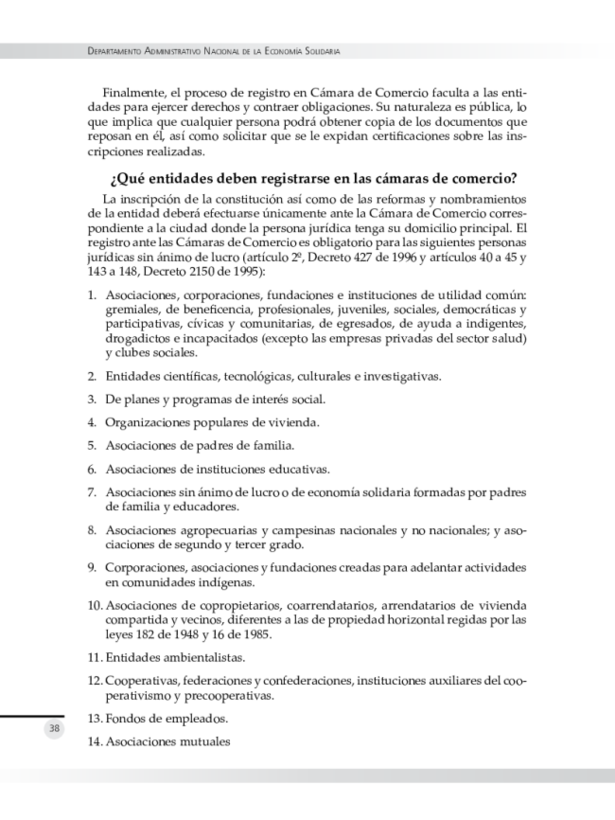 Departamento Administrativo Nacional de la Economía Solidaria
Finalmente, el proceso de registro en Cámara de Comercio faculta a las enti-
dades para ejercer derechos y contraer obligaciones. Su naturaleza es pública, lo
que implica que cualquier persona podrá obtener copia de los documentos que
reposan en él, así como solicitar que se le expidan certificaciones sobre las ins-
cripciones realizadas.
¿Qué entidades deben registrarse en las cámaras de comercio?
La inscripción de la constitución así como de las reformas y nombramientos
de la entidad deberá efectuarse únicamente ante la Cámara de Comercio corres-
pondiente a la ciudad donde la persona jurídica tenga su domicilio principal. El
registro ante las Cámaras de Comercio es obligatorio para las siguientes personas
jurídicas sin ánimo de lucro (artículo 2º, Decreto 427 de 1996 y artículos 40 a 45 y
143 a 148, Decreto 2150 de 1995):
1. Asociaciones, corporaciones, fundaciones e instituciones de utilidad común:
gremiales, de beneficencia, profesionales, juveniles, sociales, democráticas y
participativas, cívicas y comunitarias, de egresados, de ayuda a indigentes,
drogadictos e incapacitados (excepto las empresas privadas del sector salud)
y clubes sociales.
2. Entidades científicas, tecnológicas, culturales e investigativas.
3. De planes y programas de interés social.
4. Organizaciones populares de vivienda.
5. Asociaciones de padres de familia.
6. Asociaciones de instituciones educativas.
7. Asociaciones sin ánimo de lucro o de economía solidaria formadas por padres
de familia y educadores.
8. Asociaciones agropecuarias y campesinas nacionales y no nacionales; y aso-
ciaciones de segundo y tercer grado.
9. Corporaciones, asociaciones y fundaciones creadas para adelantar actividades
en comunidades indígenas.
10. Asociaciones de copropietarios, coarrendatarios, arrendatarios de vivienda
compartida y vecinos, diferentes a las de propiedad horizontal regidas por las
leyes 182 de 1948 y 16 de 1985.
11. Entidades ambientalistas.
12. Cooperativas, federaciones y confederaciones, instituciones auxiliares del coo-
perativismo y precooperativas.
13. Fondos de empleados.
14. Asociaciones mutuales
38